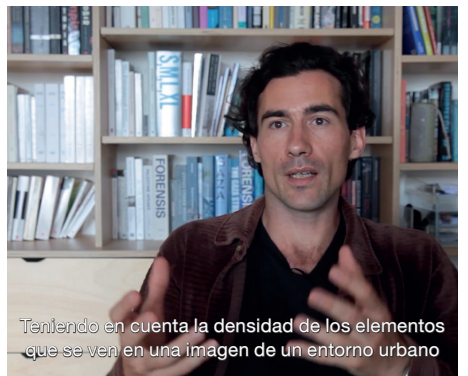 S,M,L,XL
FORENSIS
FORENSIS
Teniendo en cuenta la densidad de los elementos
que se ven en una imagen de un entorno urbano